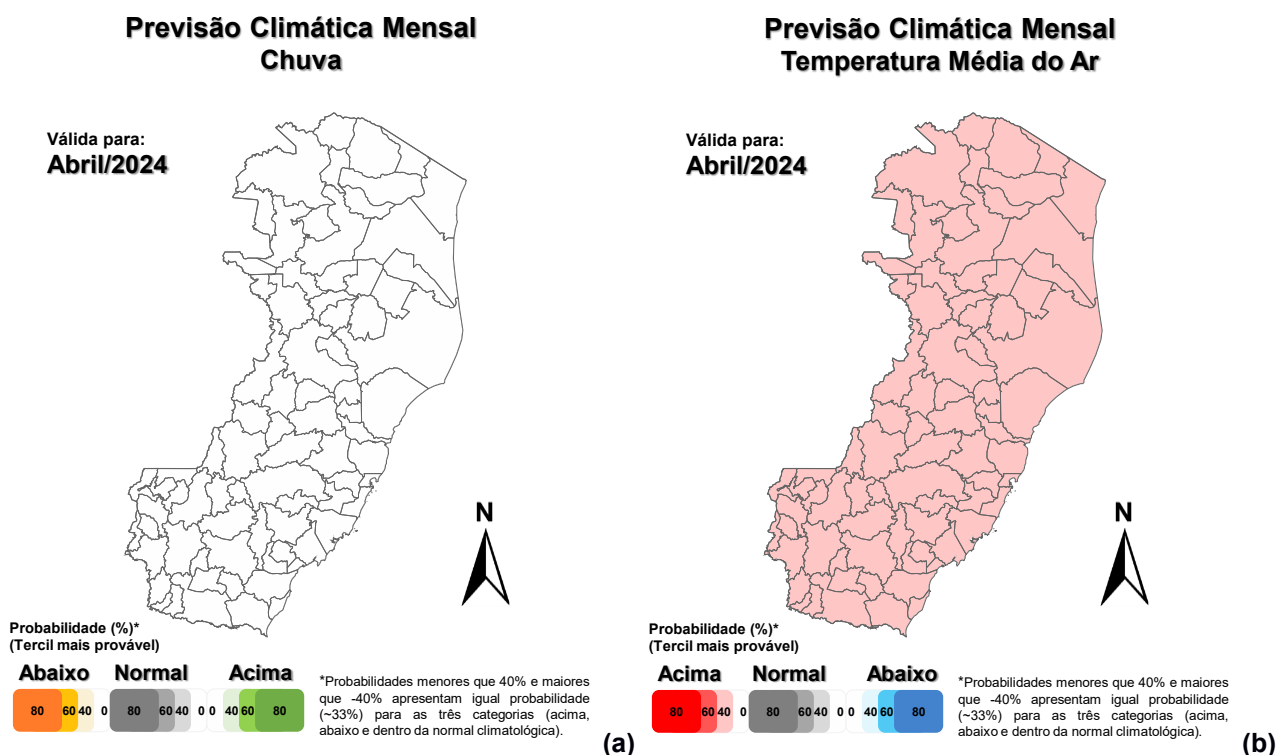 Previsão Climática Mensal
Chuva
Válida para:
Abril/2024
N
Probabilidade (%)*
(Tercil mais provável)
Abaixo Normal Acima
80 60 40 0 80 60 40 0 0 40 60 80
*Probabilidades menores que 40% e maiores
que -40% apresentam igual probabilidade
(~33%) para as três categorias (acima,
abaixo e dentro da normal climatológica).
(a)
Previsão Climática Mensal
Temperatura Média do Ar
Válida para:
Abril/2024
N
Probabilidade (%)*
(Tercil mais provável)
Acima Normal Abaixo
80 60 40 0 80 60 40 0 0 40 60 80
*Probabilidades menores que 40% e maiores
que -40% apresentam igual probabilidade
(~33%) para as três categorias (acima,
abaixo e dentro da normal climatológica).
(b)